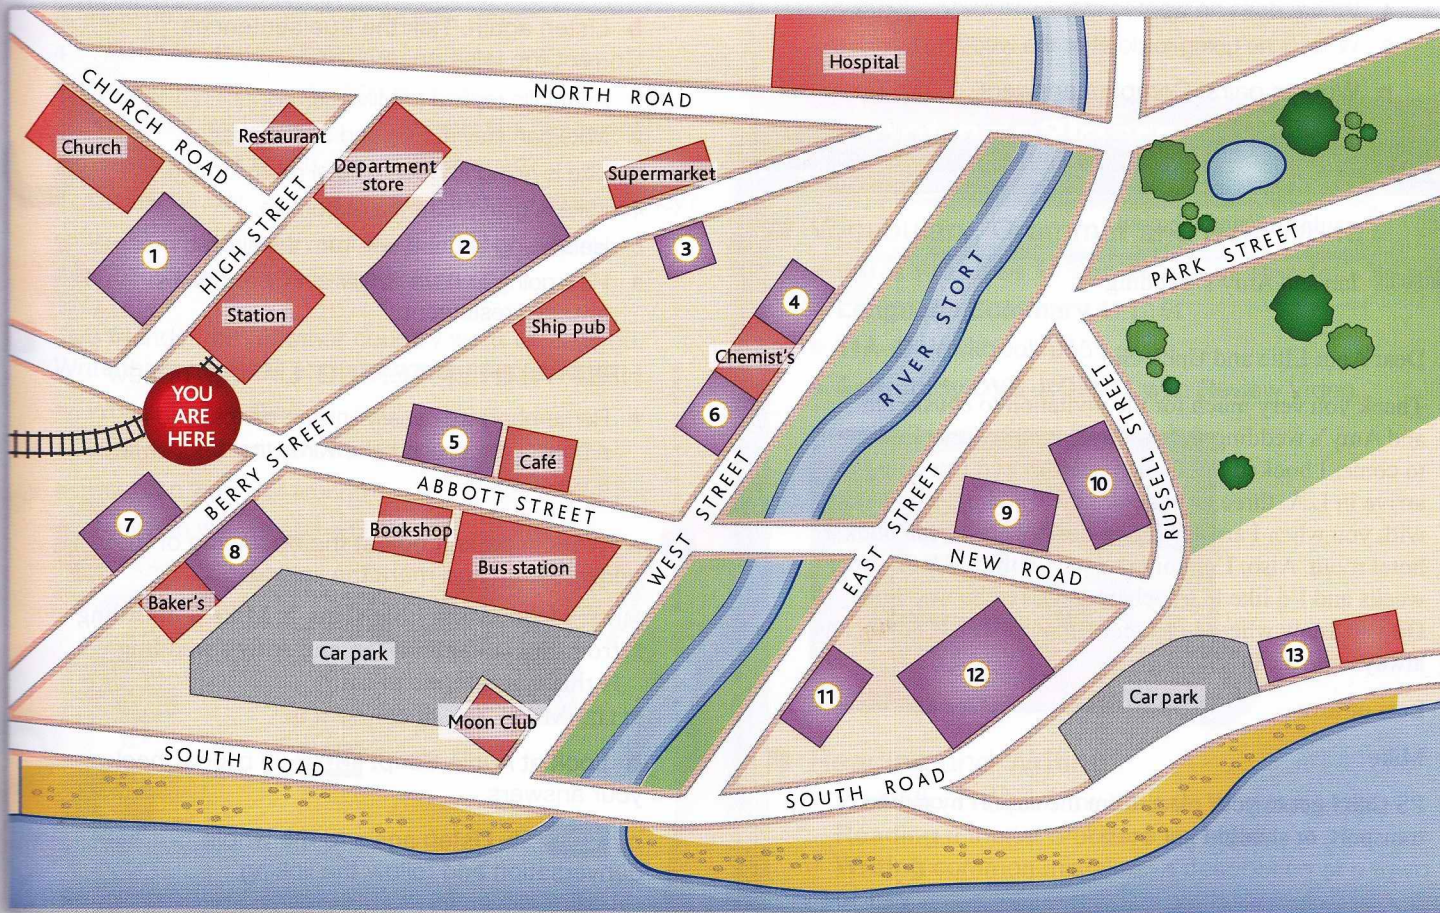 Hospital
NORTH ROAD
CHURCH ROAD
Church
Restaurant
Department
store
Supermarket
HIGH STREET
1
2
3
4
PARK STREET
RIVER STORT
Station
Ship pub
Chemist's
6
YOU
ARE
HERE
BERRY STREET
5
Café
ABBOTT STREET
WEST STREET
EAST STREET
RUSSELL STREET
7
8
Baker's
Bookshop
Bus station
9
10
NEW ROAD
Car park
Moon Club
11
12
Car park
13
SOUTH ROAD
SOUTH ROAD